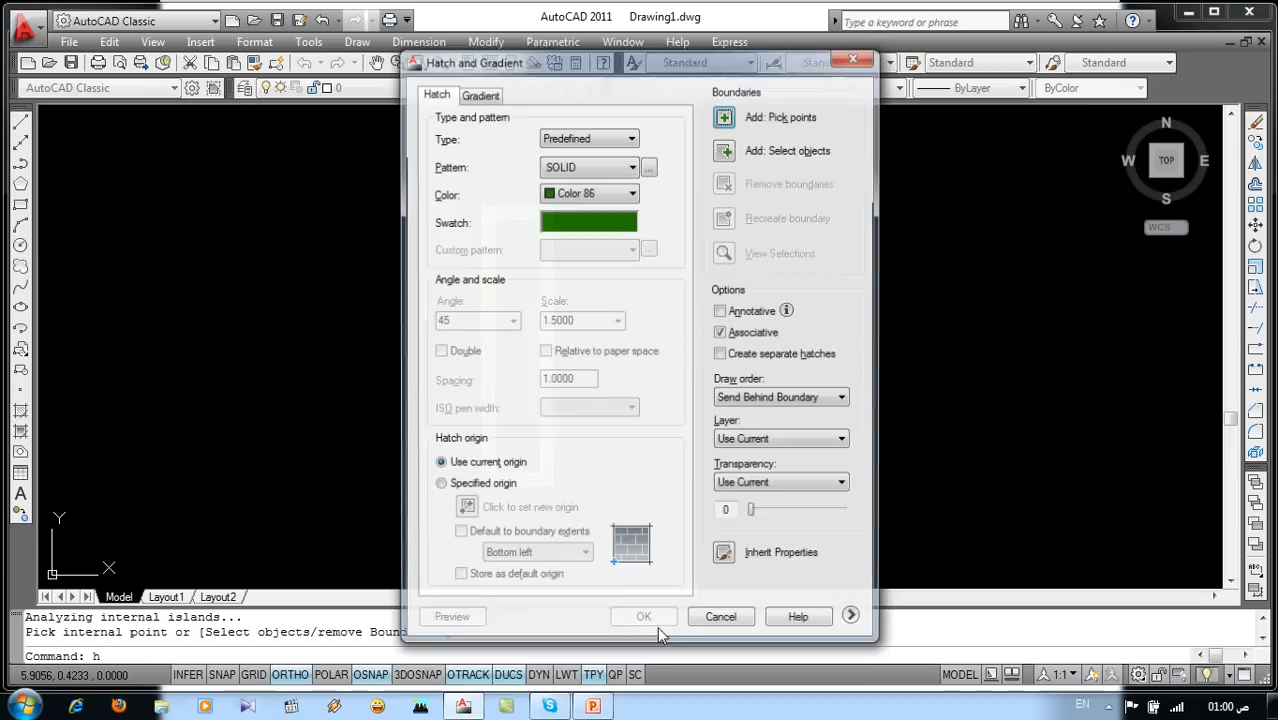 AutoCAD Classic
AutoCAD 2011 Drawing1.dwg
Type a keyword or phrase
File Edit View Insert Format Tools Draw Dimension Modify Parametric Window Help Express
Hatch and Gradient
Standard
Standard
Standard
AutoCAD Classic
0
ByLayer
ByColor
Hatch Gradient
Type and pattern
Type: Predefined
Pattern: SOLID ...
Color: Color 86
Swatch:
Custom pattern: ...
Angle and scale
Angle: Scale:
45 1.5000
Double Relative to paper space
Spacing: 1.0000
ISO pen width:
Hatch origin
Use current origin
Specified origin
Click to set new origin
Default to boundary extents
Bottom left
Store as default origin
Boundaries
Add: Pick points
Add: Select objects
Remove boundaries
Recreate boundary
View Selections
Options
Annotative
Associative
Create separate hatches
Draw order:
Send Behind Boundary
Layer:
Use Current
Transparency:
Use Current
0
Inherit Properties
Preview OK Cancel Help
N
W TOP E
S
WCS
Y
X
Model Layout1 Layout2
Analyzing internal islands...
Pick internal point or [Select objects/remove Boun
Command: h
5.9056, 0.4233, 0.0000 INFER SNAP GRID ORTHO POLAR OSNAP 3DOSNAP OTRACK DUCS DYN LWT TPY QP SC MODEL 1:1
EN 01:00 ص